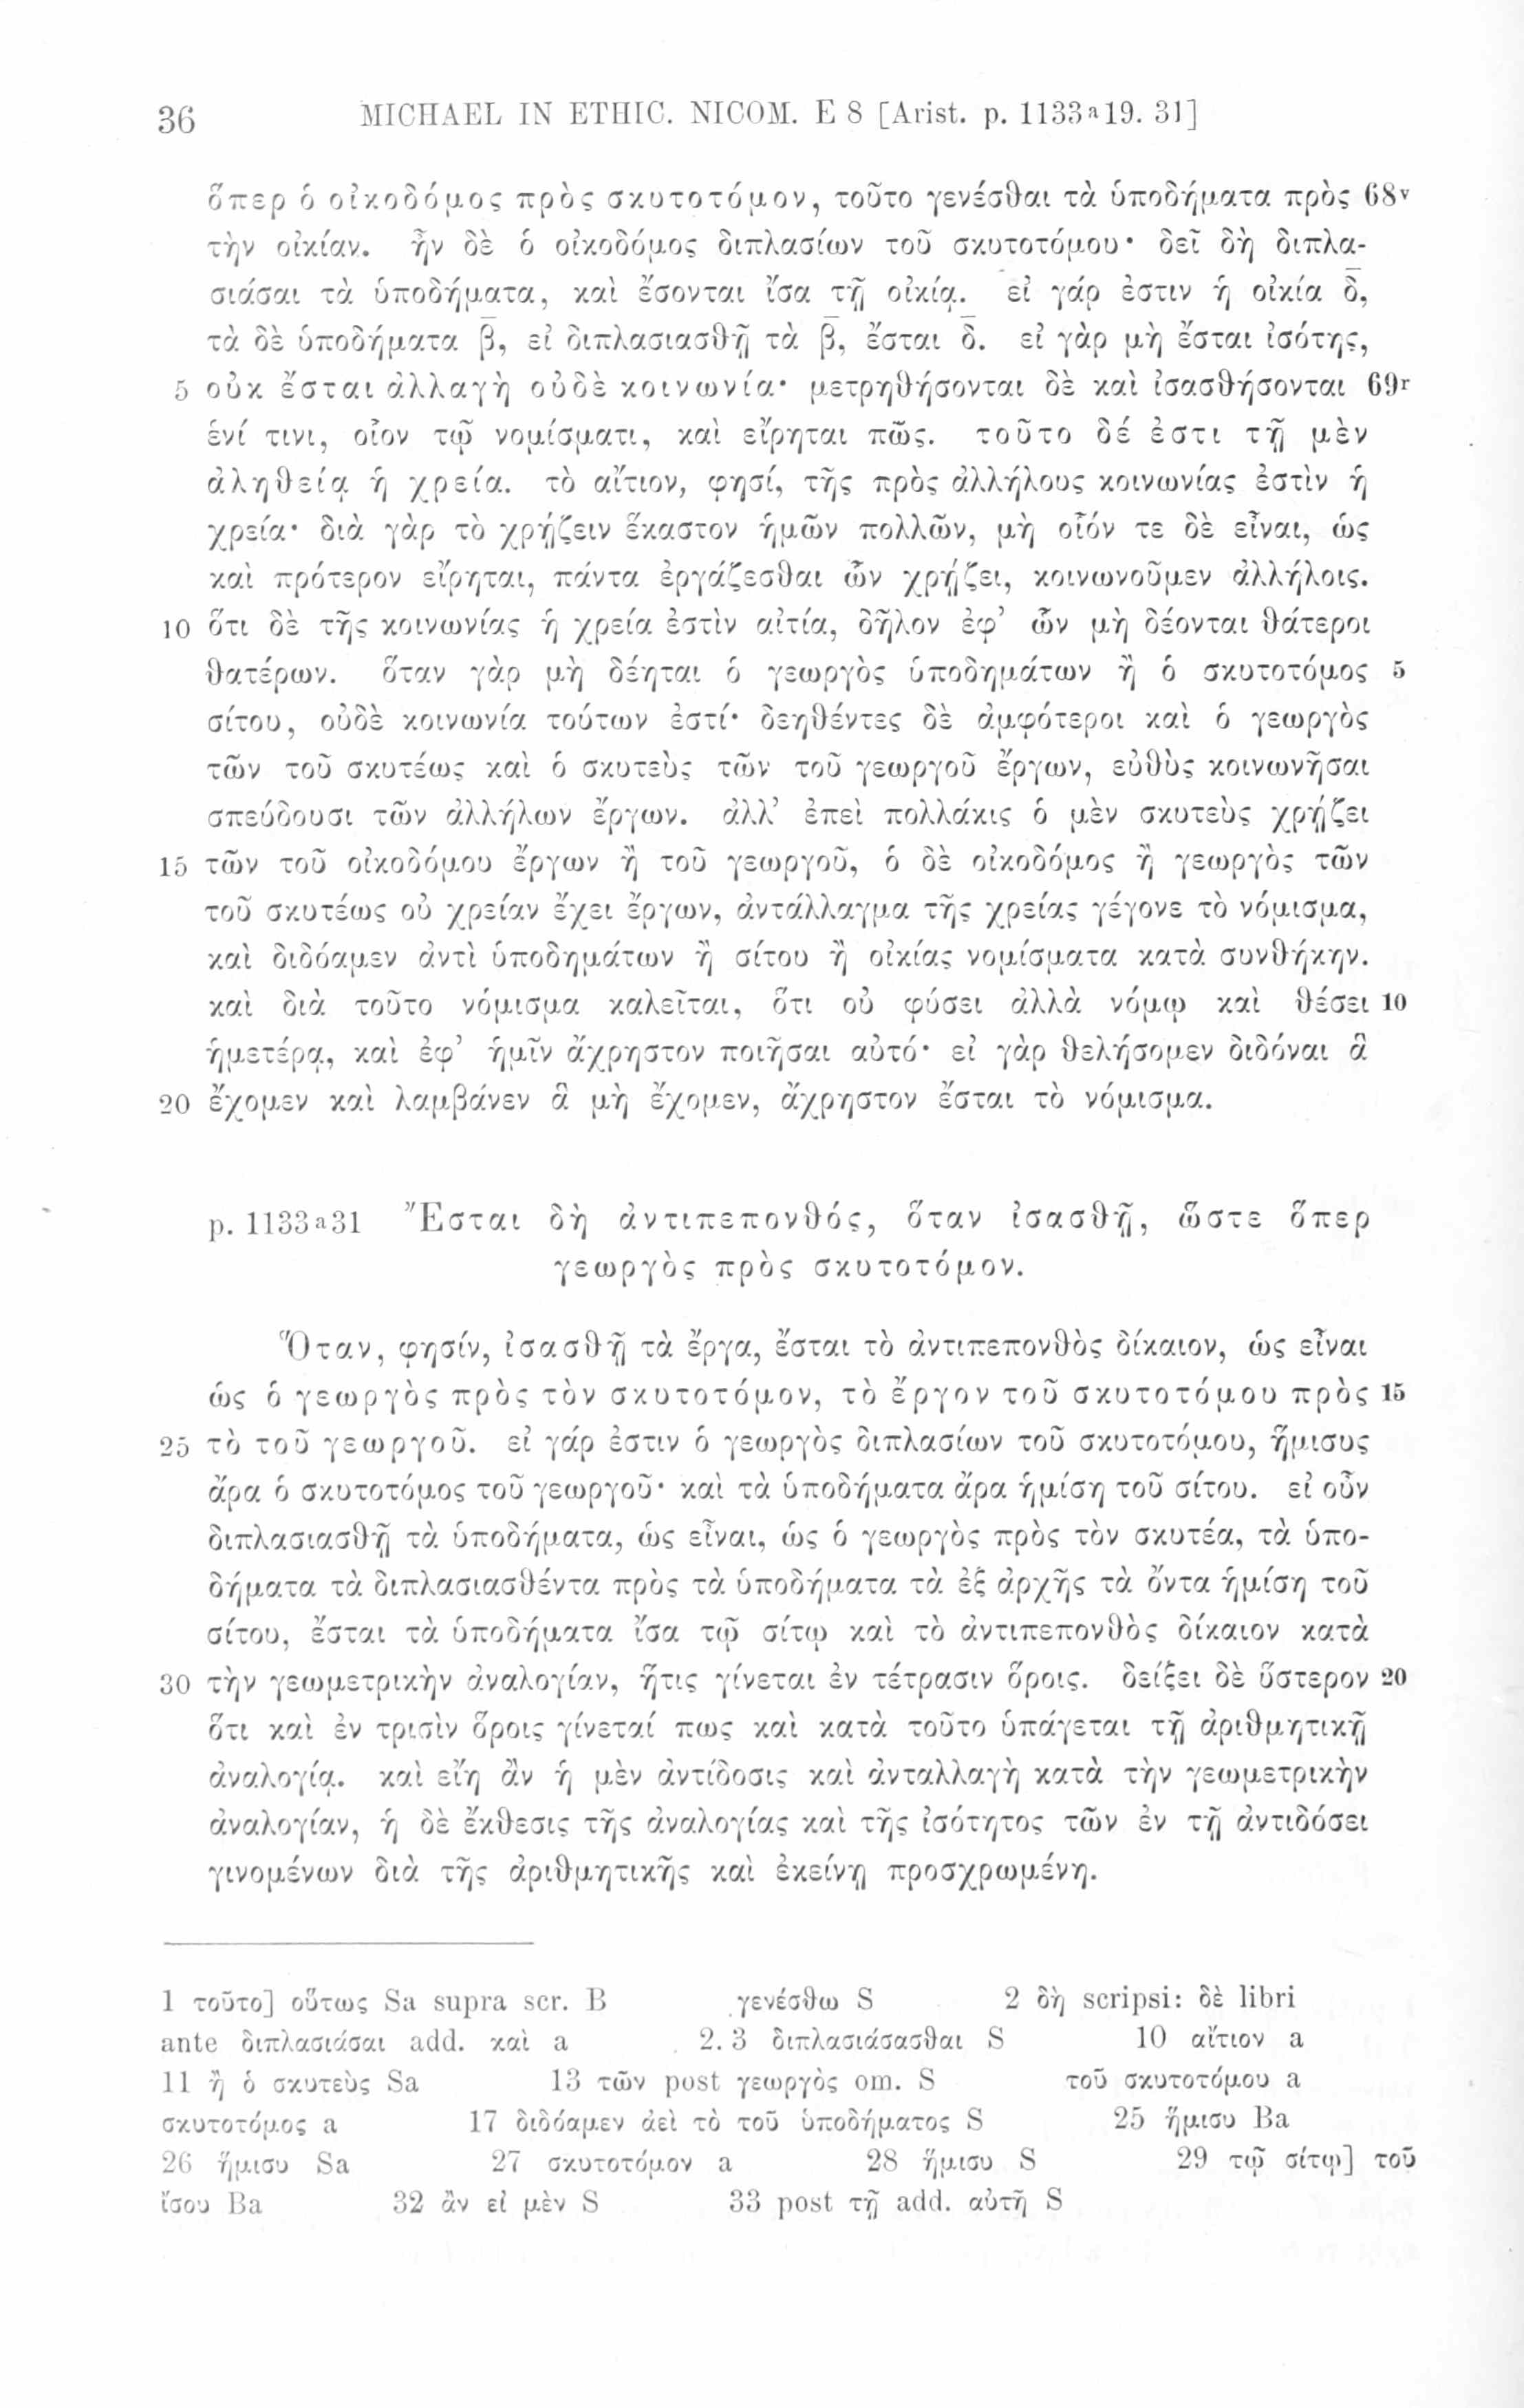 36 MICHAEL IN ETHIC. NICOM. E 8 [Arist. p. 1133ª19. 31]
ὅπερ ὁ οἰκοδόμος πρὸς σκυτοτόμον, τοῦτο γενέσθαι τὰ ὑποδήματα πρὸς 68ᵛ
τὴν οἰκίαν. ἦν δὲ ὁ οἰκοδόμος διπλασίων τοῦ σκυτοτόμου· δεῖ δὴ διπλα-
σιάσαι τὰ ὑποδήματα, καὶ ἔσονται ἴσα τῇ οἰκίᾳ. εἰ γάρ ἐστιν ἡ οἰκία δ̅,
τὰ δὲ ὑποδήματα β̅, εἰ διπλασιασθῇ τὰ β̅, ἔσται δ̅. εἰ γὰρ μὴ ἔσται ἰσότης,
5 οὐκ ἔσται ἀλλαγὴ οὐδὲ κοινωνία· μετρηθήσονται δὲ καὶ ἰσασθήσονται 69ʳ
ἑνί τινι, οἷον τῷ νομίσματι, καὶ εἴρηται πῶς. τοῦτο δέ ἐστι τῇ μὲν
ἀληθείᾳ ἡ χρεία. τὸ αἴτιον, φησί, τῆς πρὸς ἀλλήλους κοινωνίας ἐστὶν ἡ
χρεία· διὰ γὰρ τὸ χρῄζειν ἕκαστον ἡμῶν πολλῶν, μὴ οἷόν τε δὲ εἶναι, ὡς
καὶ πρότερον εἴρηται, πάντα ἐργάζεσθαι ὧν χρῄζει, κοινωνοῦμεν ἀλλήλοις.
10 ὅτι δὲ τῆς κοινωνίας ἡ χρεία ἐστὶν αἰτία, δῆλον ἐφ’ ὧν μὴ δέονται θάτεροι
θατέρων. ὅταν γὰρ μὴ δέηται ὁ γεωργὸς ὑποδημάτων ἢ ὁ σκυτοτόμος 5
σίτου, οὐδὲ κοινωνία τούτων ἐστί· δεηθέντες δὲ ἀμφότεροι καὶ ὁ γεωργὸς
τῶν τοῦ σκυτέως καὶ ὁ σκυτεὺς τῶν τοῦ γεωργοῦ ἔργων, εὐθὺς κοινωνῆσαι
σπεύδουσι τῶν ἀλλήλων ἔργων. ἀλλ’ ἐπεὶ πολλάκις ὁ μὲν σκυτεὺς χρῄζει
15 τῶν τοῦ οἰκοδόμου ἔργων ἢ τοῦ γεωργοῦ, ὁ δὲ οἰκοδόμος ἢ γεωργὸς τῶν
τοῦ σκυτέως οὐ χρείαν ἔχει ἔργων, ἀντάλλαγμα τῆς χρείας γέγονε τὸ νόμισμα,
καὶ διδόαμεν ἀντὶ ὑποδημάτων ἢ σίτου ἢ οἰκίας νομίσματα κατὰ συνθήκην.
καὶ διὰ τοῦτο νόμισμα καλεῖται, ὅτι οὐ φύσει ἀλλὰ νόμῳ καὶ θέσει 10
ἡμετέρᾳ, καὶ ἐφ’ ἡμῖν ἄχρηστον ποιῆσαι αὐτό· εἰ γὰρ θελήσομεν διδόναι ἃ
20 ἔχομεν καὶ λαμβάνεν ἃ μὴ ἔχομεν, ἄχρηστον ἔσται τὸ νόμισμα.
p. 1133ª31 Ἔσται δὴ ἀντιπεπονθός, ὅταν ἰσασθῇ, ὥστε ὅπερ
γεωργὸς πρὸς σκυτοτόμον.
Ὅταν, φησίν, ἰσασθῇ τὰ ἔργα, ἔσται τὸ ἀντιπεπονθὸς δίκαιον, ὡς εἶναι
ὡς ὁ γεωργὸς πρὸς τὸν σκυτοτόμον, τὸ ἔργον τοῦ σκυτοτόμου πρὸς 15
25 τὸ τοῦ γεωργοῦ. εἰ γάρ ἐστιν ὁ γεωργὸς διπλασίων τοῦ σκυτοτόμου, ἥμισυς
ἄρα ὁ σκυτοτόμος τοῦ γεωργοῦ· καὶ τὰ ὑποδήματα ἄρα ἡμίση τοῦ σίτου. εἰ οὖν
διπλασιασθῇ τὰ ὑποδήματα, ὡς εἶναι, ὡς ὁ γεωργὸς πρὸς τὸν σκυτέα, τὰ ὑπο-
δήματα τὰ διπλασιασθέντα πρὸς τὰ ὑποδήματα τὰ ἐξ ἀρχῆς τὰ ὄντα ἡμίση τοῦ
σίτου, ἔσται τὰ ὑποδήματα ἴσα τῷ σίτῳ καὶ τὸ ἀντιπεπονθὸς δίκαιον κατὰ
30 τὴν γεωμετρικὴν ἀναλογίαν, ἥτις γίνεται ἐν τέτρασιν ὅροις. δείξει δὲ ὕστερον 20
ὅτι καὶ ἐν τρισὶν ὅροις γίνεταί πως καὶ κατὰ τοῦτο ὑπάγεται τῇ ἀριθμητικῇ
ἀναλογίᾳ. καὶ εἴη ἂν ἡ μὲν ἀντίδοσις καὶ ἀνταλλαγὴ κατὰ τὴν γεωμετρικὴν
ἀναλογίαν, ἡ δὲ ἔκθεσις τῆς ἀναλογίας καὶ τῆς ἰσότητος τῶν ἐν τῇ ἀντιδόσει
γινομένων διὰ τῆς ἀριθμητικῆς καὶ ἐκείνῃ προσχρωμένη.
1 τοῦτο] οὕτως Sa supra scr. B γενέσθω S 2 δὴ scripsi: δὲ libri
ante διπλασιάσαι add. καὶ a 2. 3 διπλασιάσασθαι S 10 αἴτιον a
11 ἢ ὁ σκυτεὺς Sa 13 τῶν post γεωργὸς om. S τοῦ σκυτοτόμου a
σκυτοτόμος a 17 διδόαμεν ἀεὶ τὸ τοῦ ὑποδήματος S 25 ἥμισυ Ba
26 ἥμισυ Sa 27 σκυτοτόμον a 28 ἥμισυ S 29 τῷ σίτῳ] τοῦ
ἴσου Ba 32 ἂν εἰ μὲν S 33 post τῇ add. αὐτῇ S